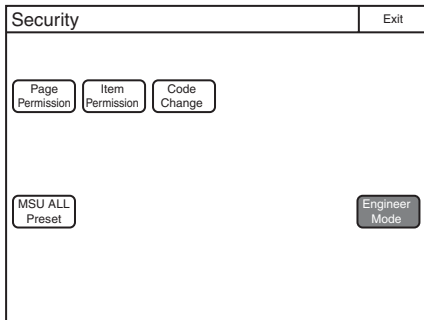 Security
Exit
Page
Permission
Item
Permission
Code
Change
MSU ALL
Preset
Engineer
Mode